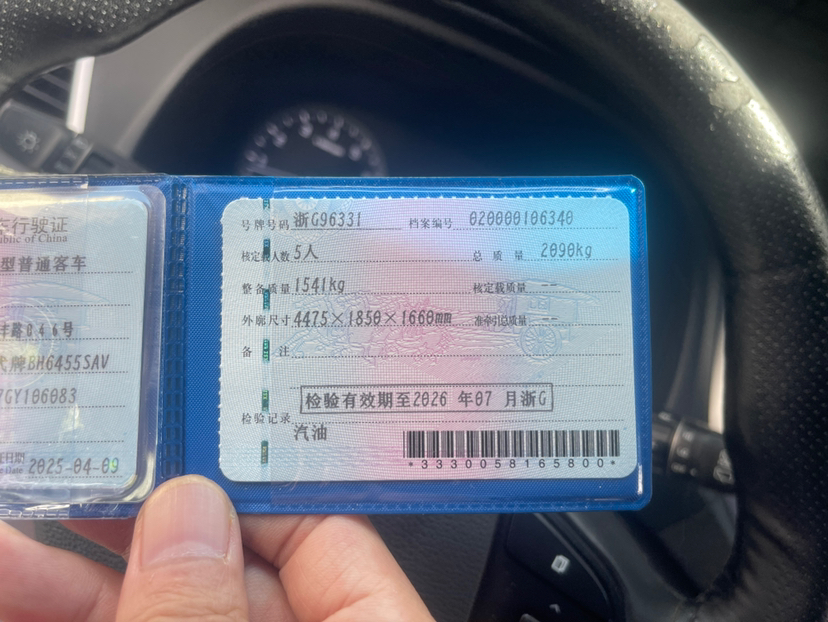 行驶证
ublic of China
型普通客车
路046号
牌BH6455SAV
GY106083
2025-04-09
号牌号码 浙G96331 档案编号 020000106340
核定载人数 5人 总质量 2090kg
整备质量 1541kg 核定载质量 --
外廓尺寸 4475×1850×1660mm 准牵引总质量 --
备注
检验有效期至2026年07月浙G
检验记录
汽油
*3330058165800*